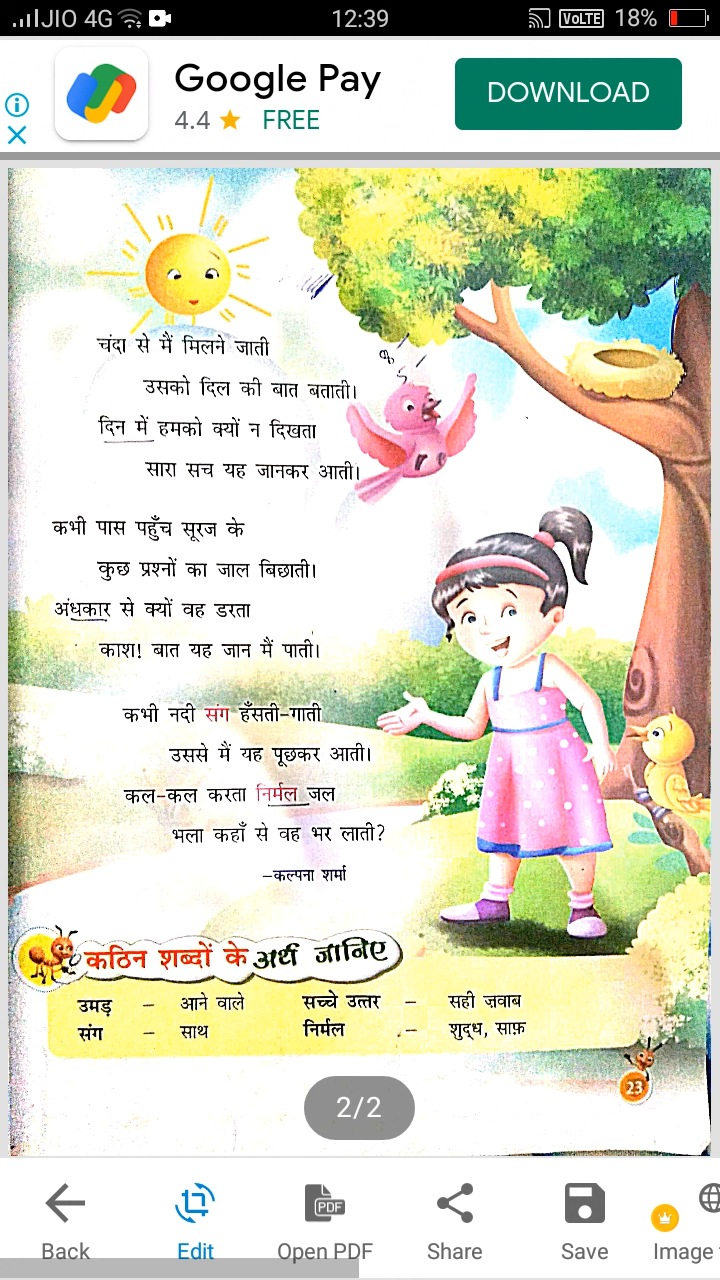 JIO 4G 12:39 VoLTE 18%
Google Pay
4.4 FREE
DOWNLOAD
चंदा से मैं मिलने जाती
उसको दिल की बात बताती।
दिन में हमको क्यों न दिखता
सारा सच यह जानकर आती।
कभी पास पहुँच सूरज के
कुछ प्रश्नों का जाल बिछाती।
अंधकार से क्यों वह डरता
काश! बात यह जान मैं पाती।
कभी नदी संग हँसती-गाती
उससे मैं यह पूछकर आती।
कल-कल करता निर्मल जल
भला कहाँ से वह भर लाती?
-कल्पना शर्मा
कठिन शब्दों के अर्थ जानिए
उमड़ - आने वाले सच्चे उत्तर - सही ज़वाब
संग - साथ निर्मल - शुद्ध, साफ़
23
2/2
Back Edit Open PDF Share Save Image